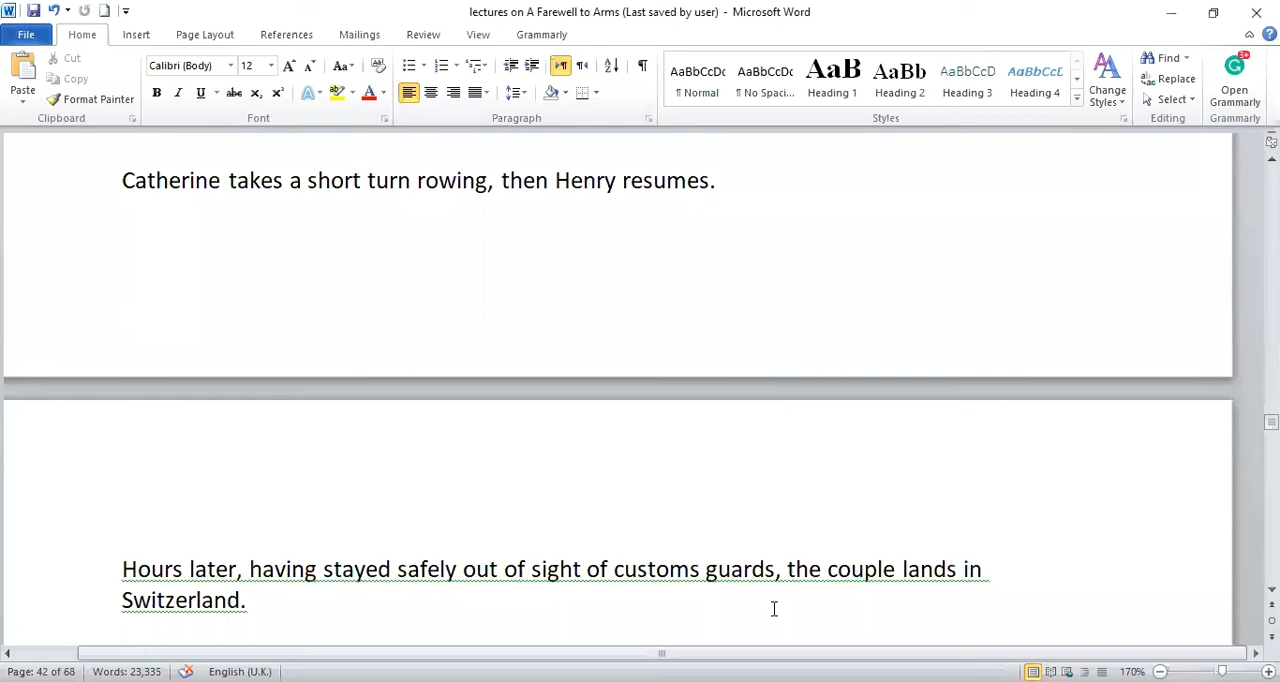 lectures on A Farewell to Arms (Last saved by user) - Microsoft Word
File Home Insert Page Layout References Mailings Review View Grammarly
Paste
Cut
Copy
Format Painter
Clipboard
Calibri (Body) 12
Font
Paragraph
AaBbCcDc AaBbCcDc AaB AaBb AaBbCcD AaBbCcL
¶ Normal ¶ No Spaci... Heading 1 Heading 2 Heading 3 Heading 4
Styles
Change
Styles
Find
Replace
Select
Editing
3+
Open
Grammarly
Grammarly
Catherine takes a short turn rowing, then Henry resumes.
Hours later, having stayed safely out of sight of customs guards, the couple lands in
Switzerland.
Page: 42 of 68 Words: 23,335 English (U.K.) 170%